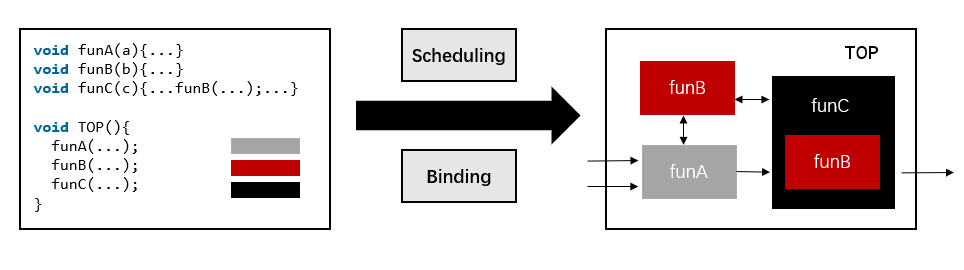 void funA(a){...}
void funB(b){...}
void funC(c){...funB(...);...}
void TOP(){
funA(...);
funB(...);
funC(...);
}
Scheduling
Binding
TOP
funB
funC
funA
funB